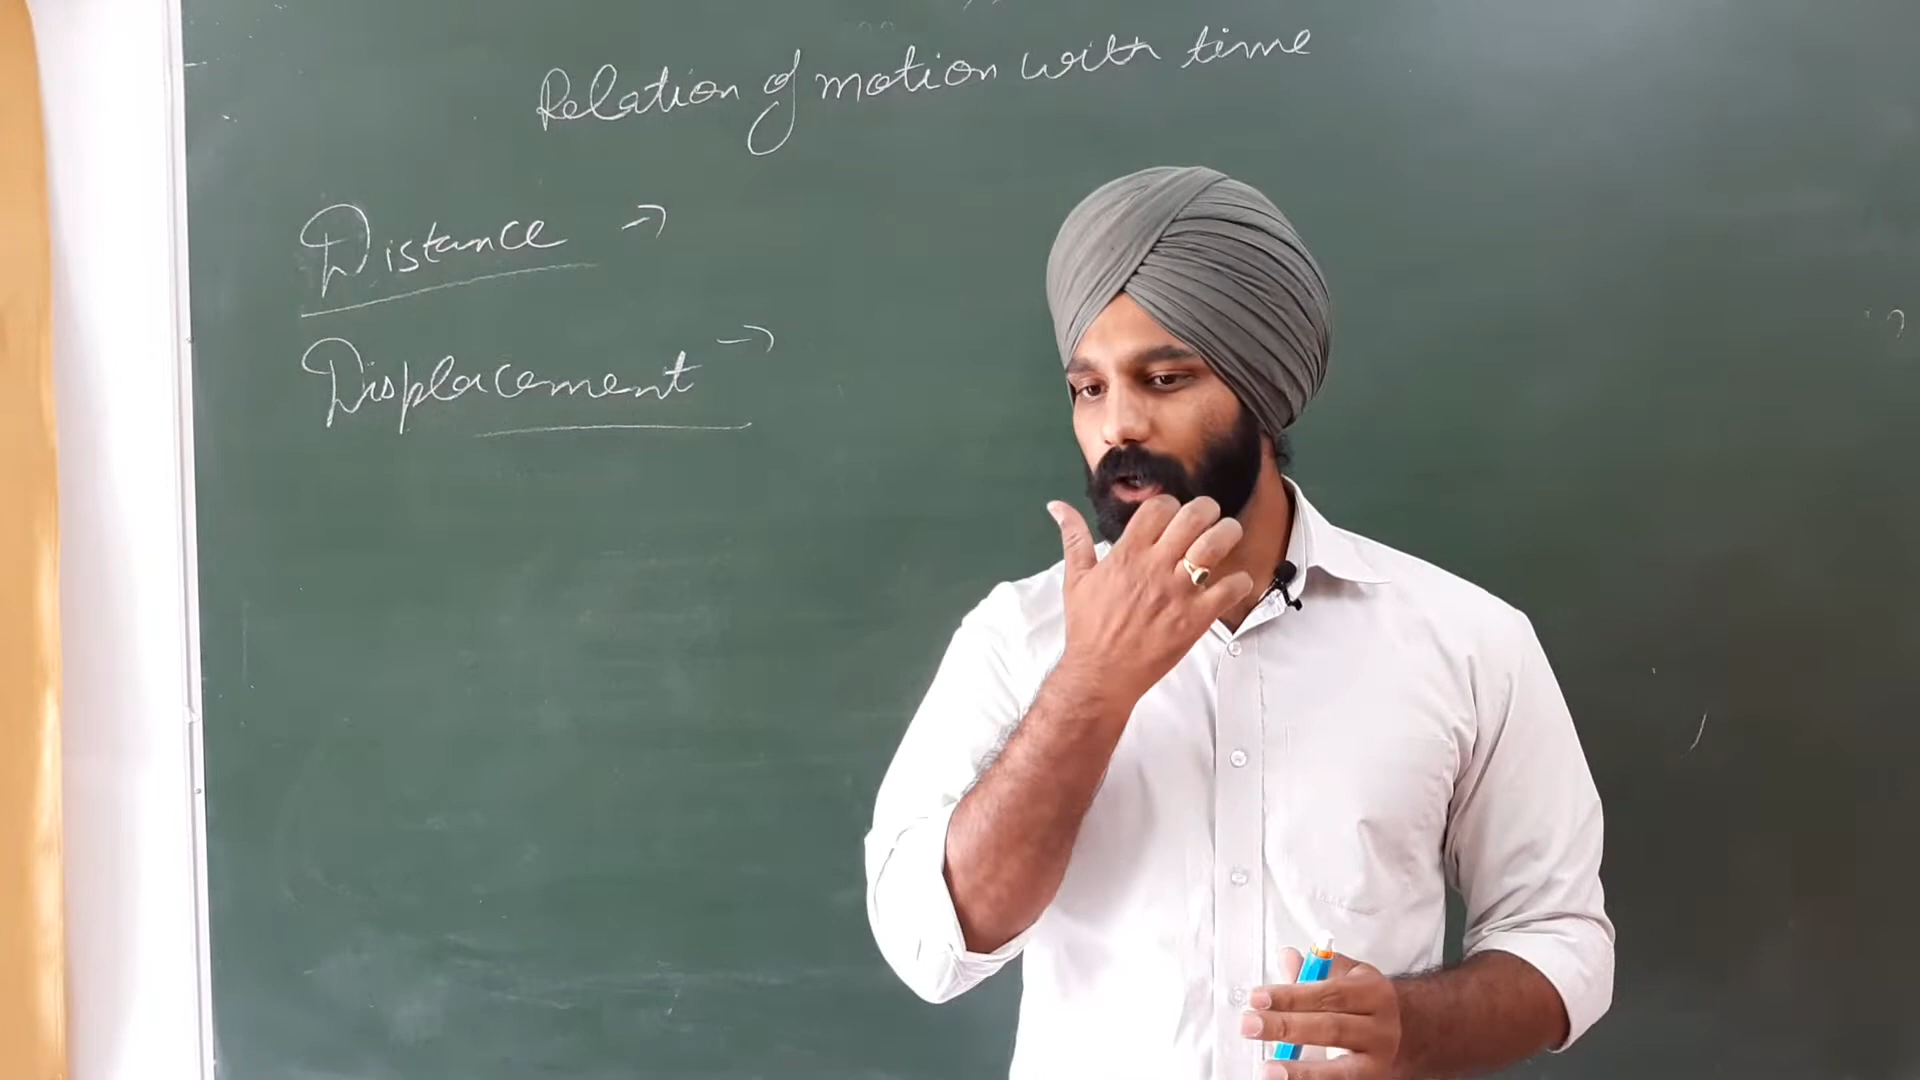 Relation of motion with time
Distance →
Displacement →